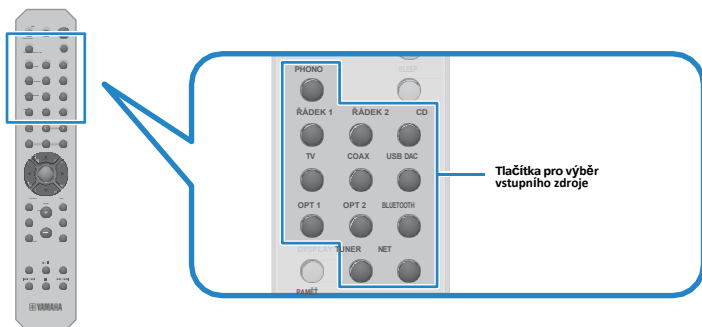 PHONO SLEEP
ŘÁDEK 1 ŘÁDEK 2 CD
TV COAX USB DAC
Tlačítka pro výběr
vstupního zdroje
OPT 1 OPT 2 BLUETOOTH
DISPLAY TUNER NET
PAMĚŤ
YAMAHA